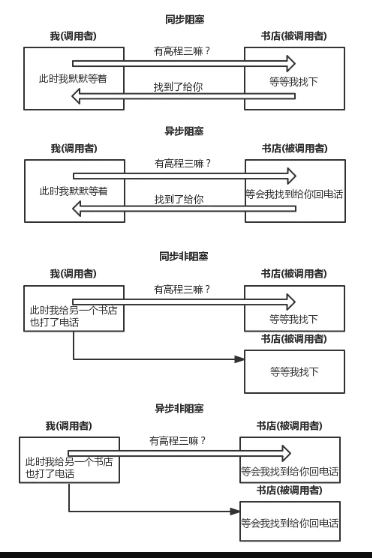 同步阻塞
我(调用者)
书店(被调用者)
有高程三嘛？
此时我默默等着
等等我找下
找到了给你
异步阻塞
我(调用者)
书店(被调用者)
有高程三嘛？
此时我默默等着
等会我找到给你回电话
找到了给你
同步非阻塞
我(调用者)
书店(被调用者)
有高程三嘛？
此时我给另一个书店
也打了电话
等等我找下
书店(被调用者)
等等我找下
异步非阻塞
我(调用者)
书店(被调用者)
有高程三嘛？
此时我给另一个书店
也打了电话
等会我找到给你回电话
书店(被调用者)
等会我找到给你回电话